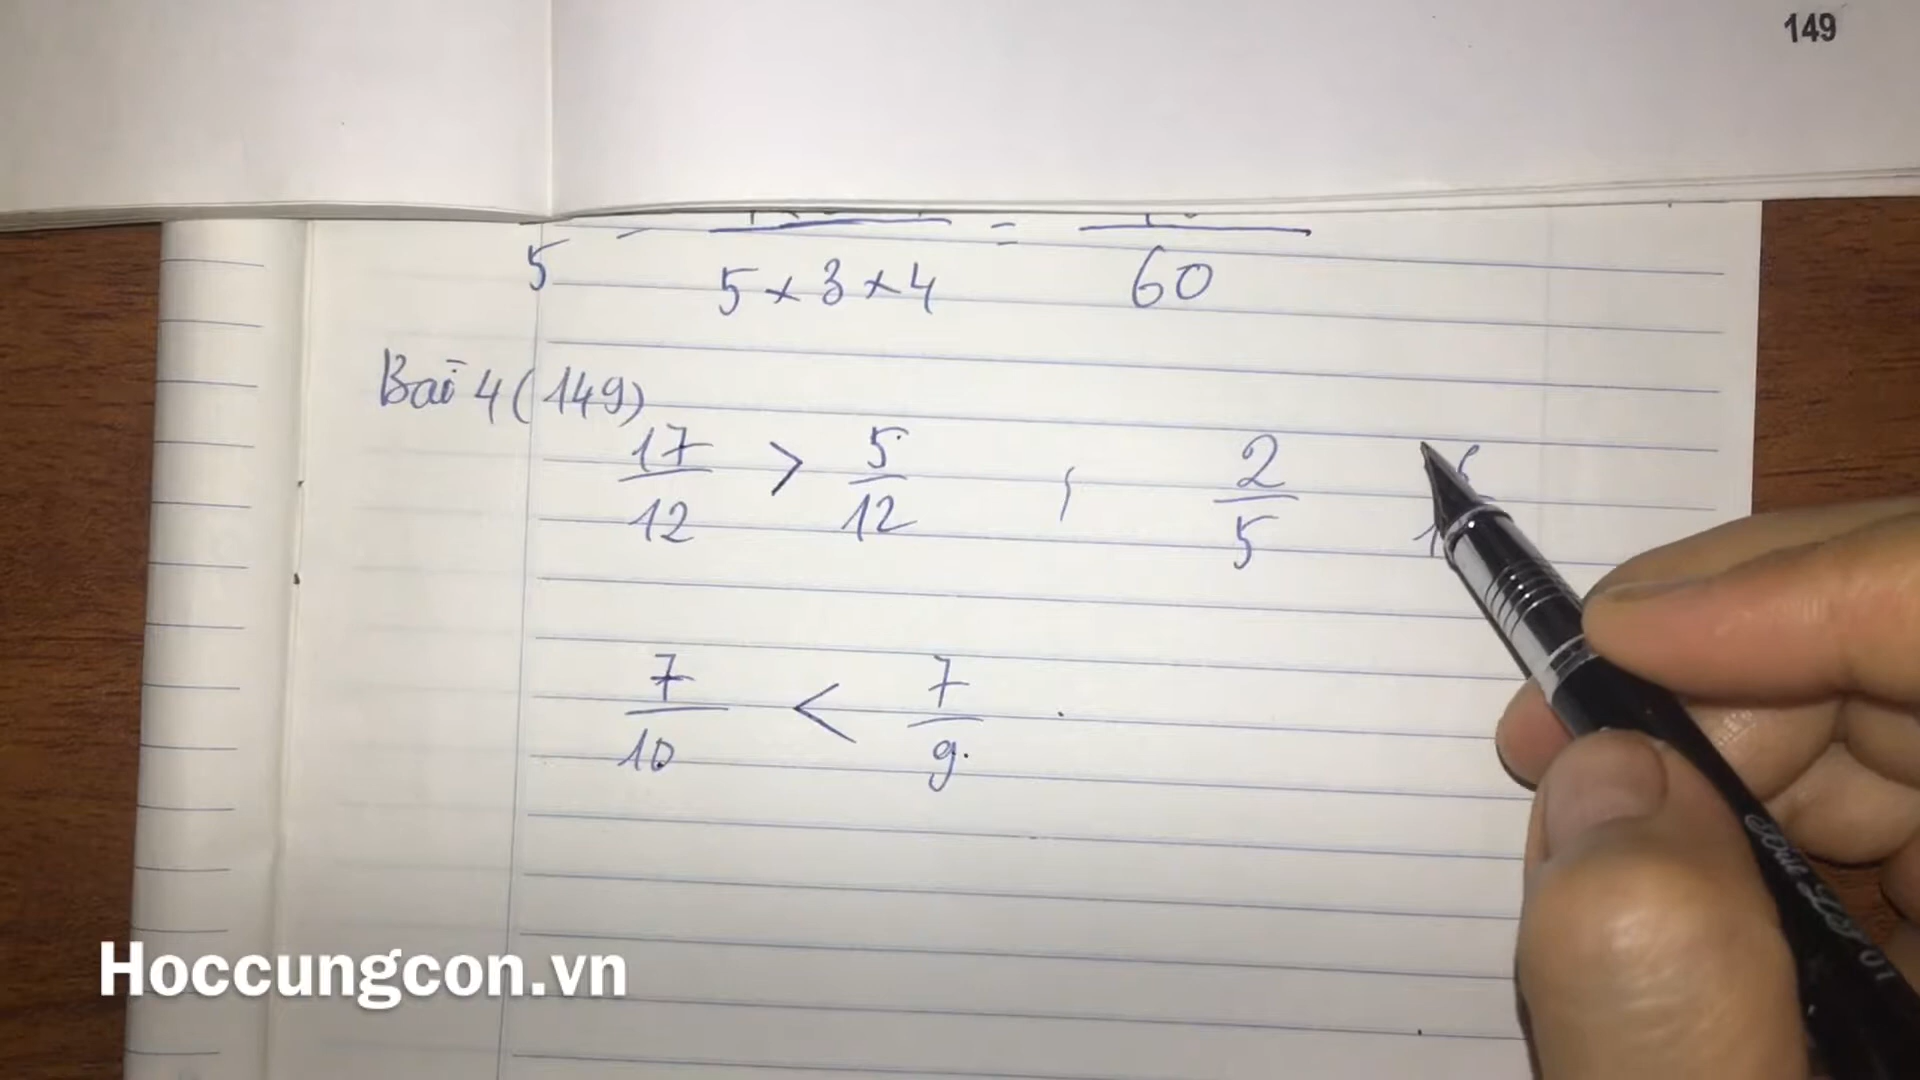 149
5 - = 
5 x 3 x 4 60
Bài 4 (149)
17/12 > 5/12 ; 2/5
7/10 < 7/9.
Hoccungcon.vn